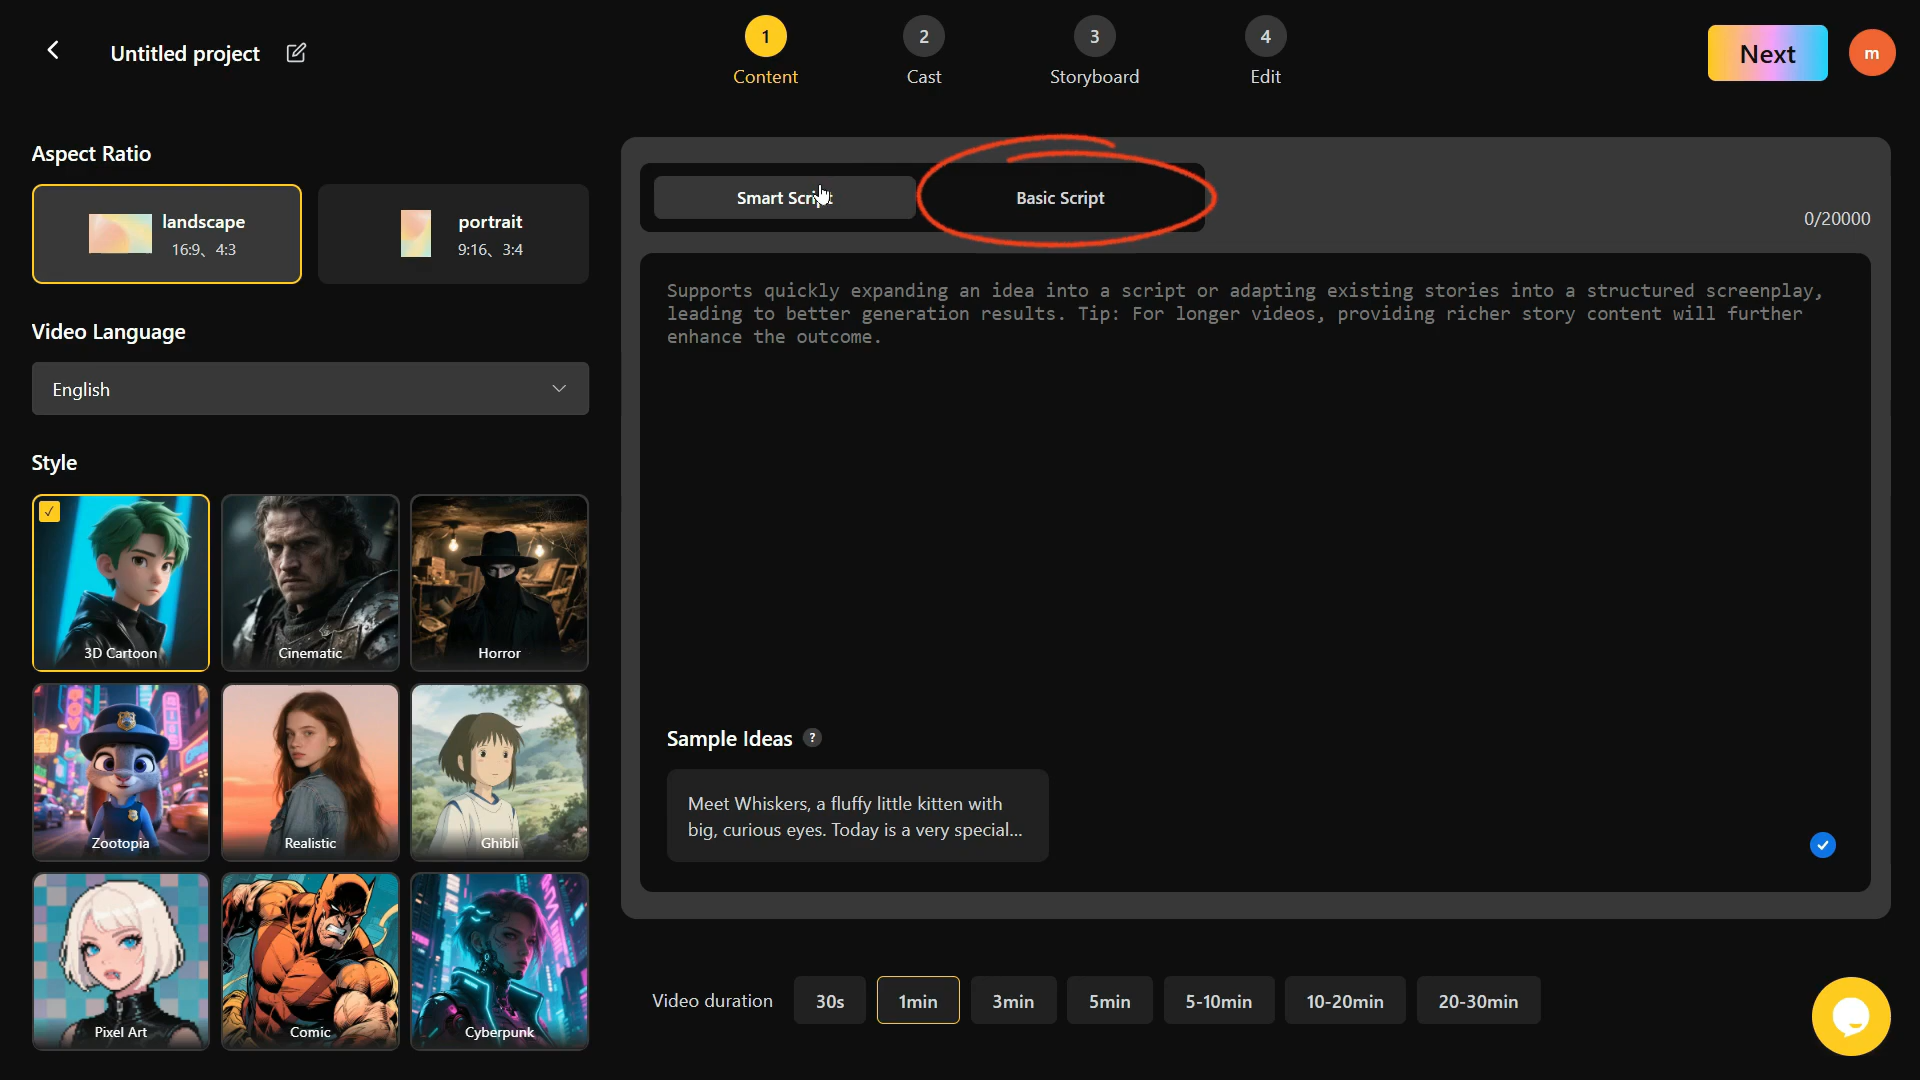 Untitled project
1
Content
2
Cast
3
Storyboard
4
Edit
Next
m
Aspect Ratio
landscape
16:9、4:3
portrait
9:16、3:4
Video Language
English
Style
3D Cartoon
Cinematic
Horror
Zootopia
Realistic
Ghibli
Pixel Art
Comic
Cyberpunk
Smart Script
Basic Script
0/20000
Supports quickly expanding an idea into a script or adapting existing stories into a structured screenplay,
leading to better generation results. Tip: For longer videos, providing richer story content will further
enhance the outcome.
Sample Ideas ?
Meet Whiskers, a fluffy little kitten with
big, curious eyes. Today is a very special...
Video duration
30s
1min
3min
5min
5-10min
10-20min
20-30min